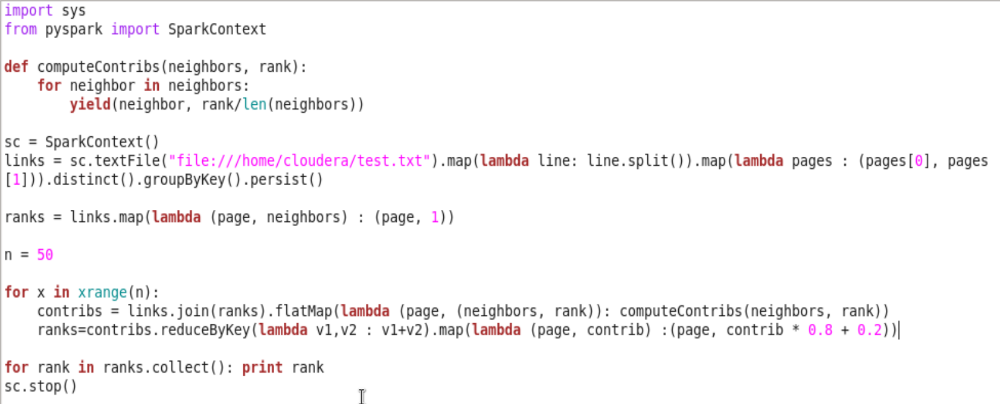 import sys
from pyspark import SparkContext
def computeContribs(neighbors, rank):
    for neighbor in neighbors:
        yield(neighbor, rank/len(neighbors))
sc = SparkContext()
links = sc.textFile("file:///home/cloudera/test.txt").map(lambda line: line.split()).map(lambda pages : (pages[0], pages
[1])).distinct().groupByKey().persist()
ranks = links.map(lambda (page, neighbors) : (page, 1))
n = 50
for x in xrange(n):
    contribs = links.join(ranks).flatMap(lambda (page, (neighbors, rank)): computeContribs(neighbors, rank))
    ranks=contribs.reduceByKey(lambda v1,v2 : v1+v2).map(lambda (page, contrib) :(page, contrib * 0.8 + 0.2))
for rank in ranks.collect(): print rank
sc.stop()